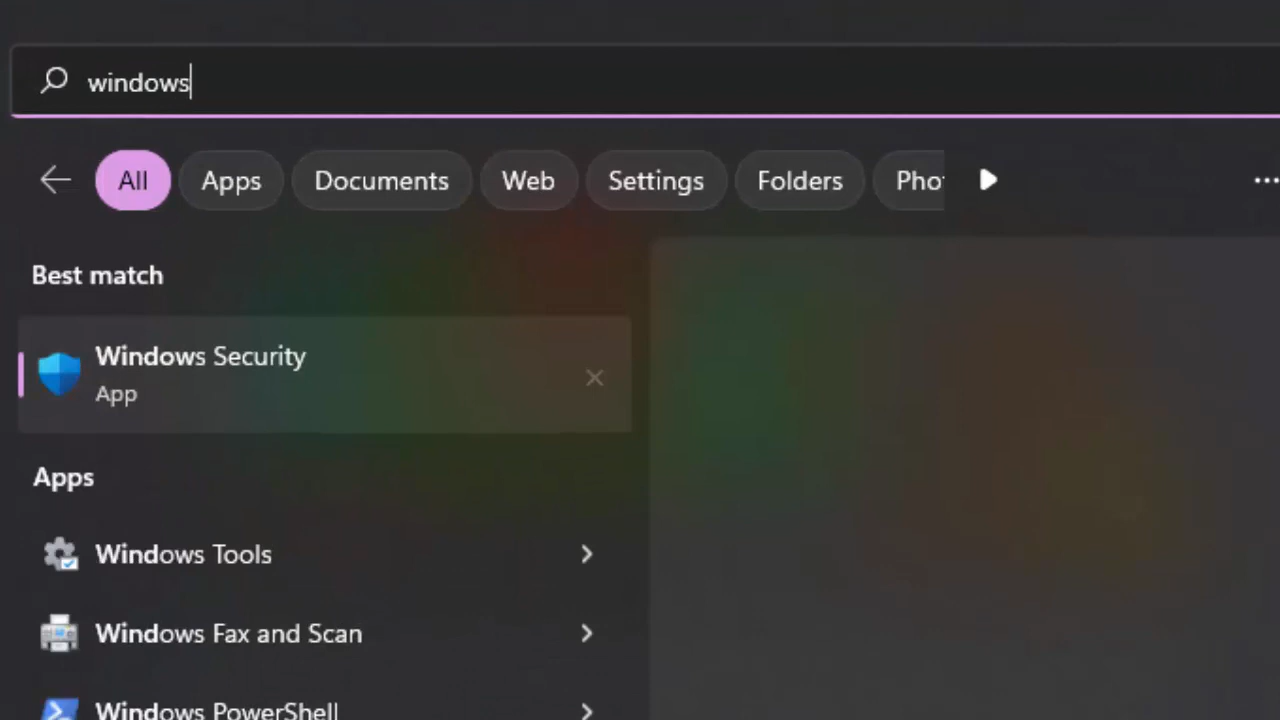 windows
All Apps Documents Web Settings Folders Pho
Best match
Windows Security
App
Apps
Windows Tools
Windows Fax and Scan
Windows PowerShell